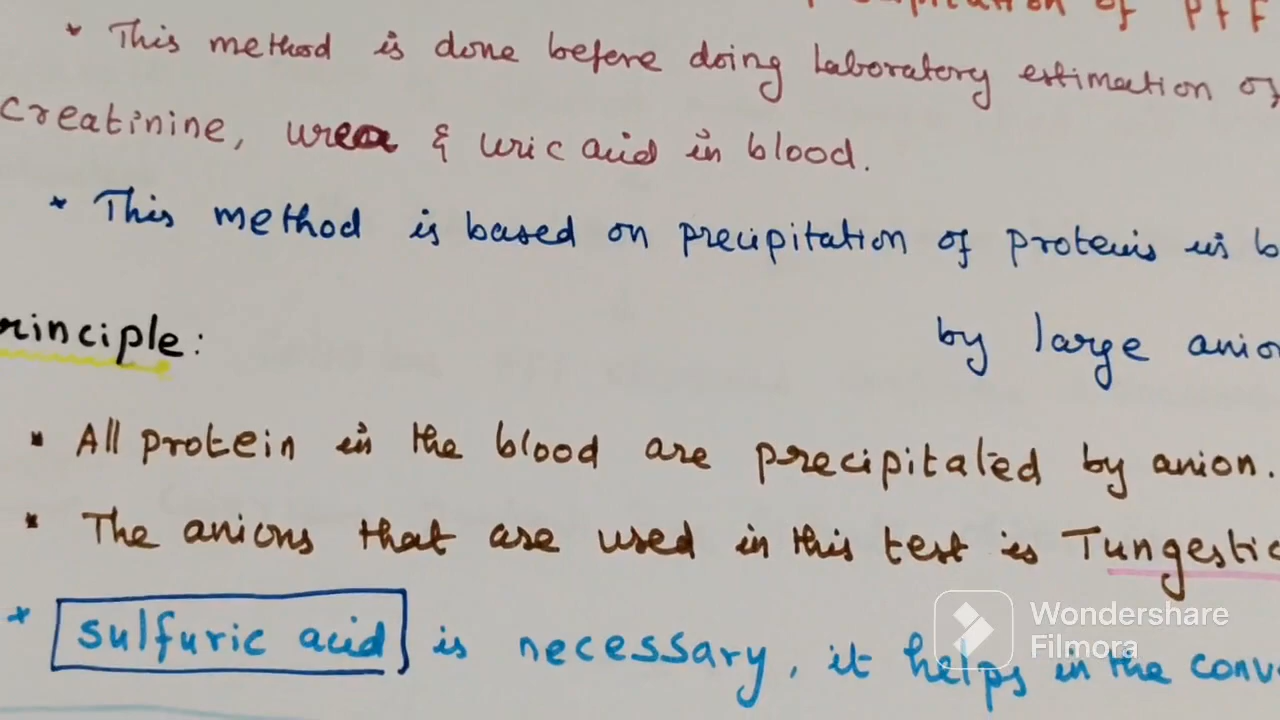 of PFF
* This method is done before doing laboratory estimation of
creatinine, urea & uric acid in blood.
* This method is based on precipitation of proteins in b
by large anion
rinciple:
▪ All protein in the blood are precipitated by anion.
▪ The anions that are used in this test is Tungestic
* sulfuric acid is necessary, it helps in the conve
Wondershare
Filmora